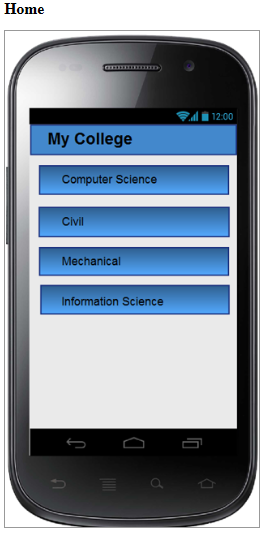 Home
12:00
My College
Computer Science
Civil
Mechanical
Information Science